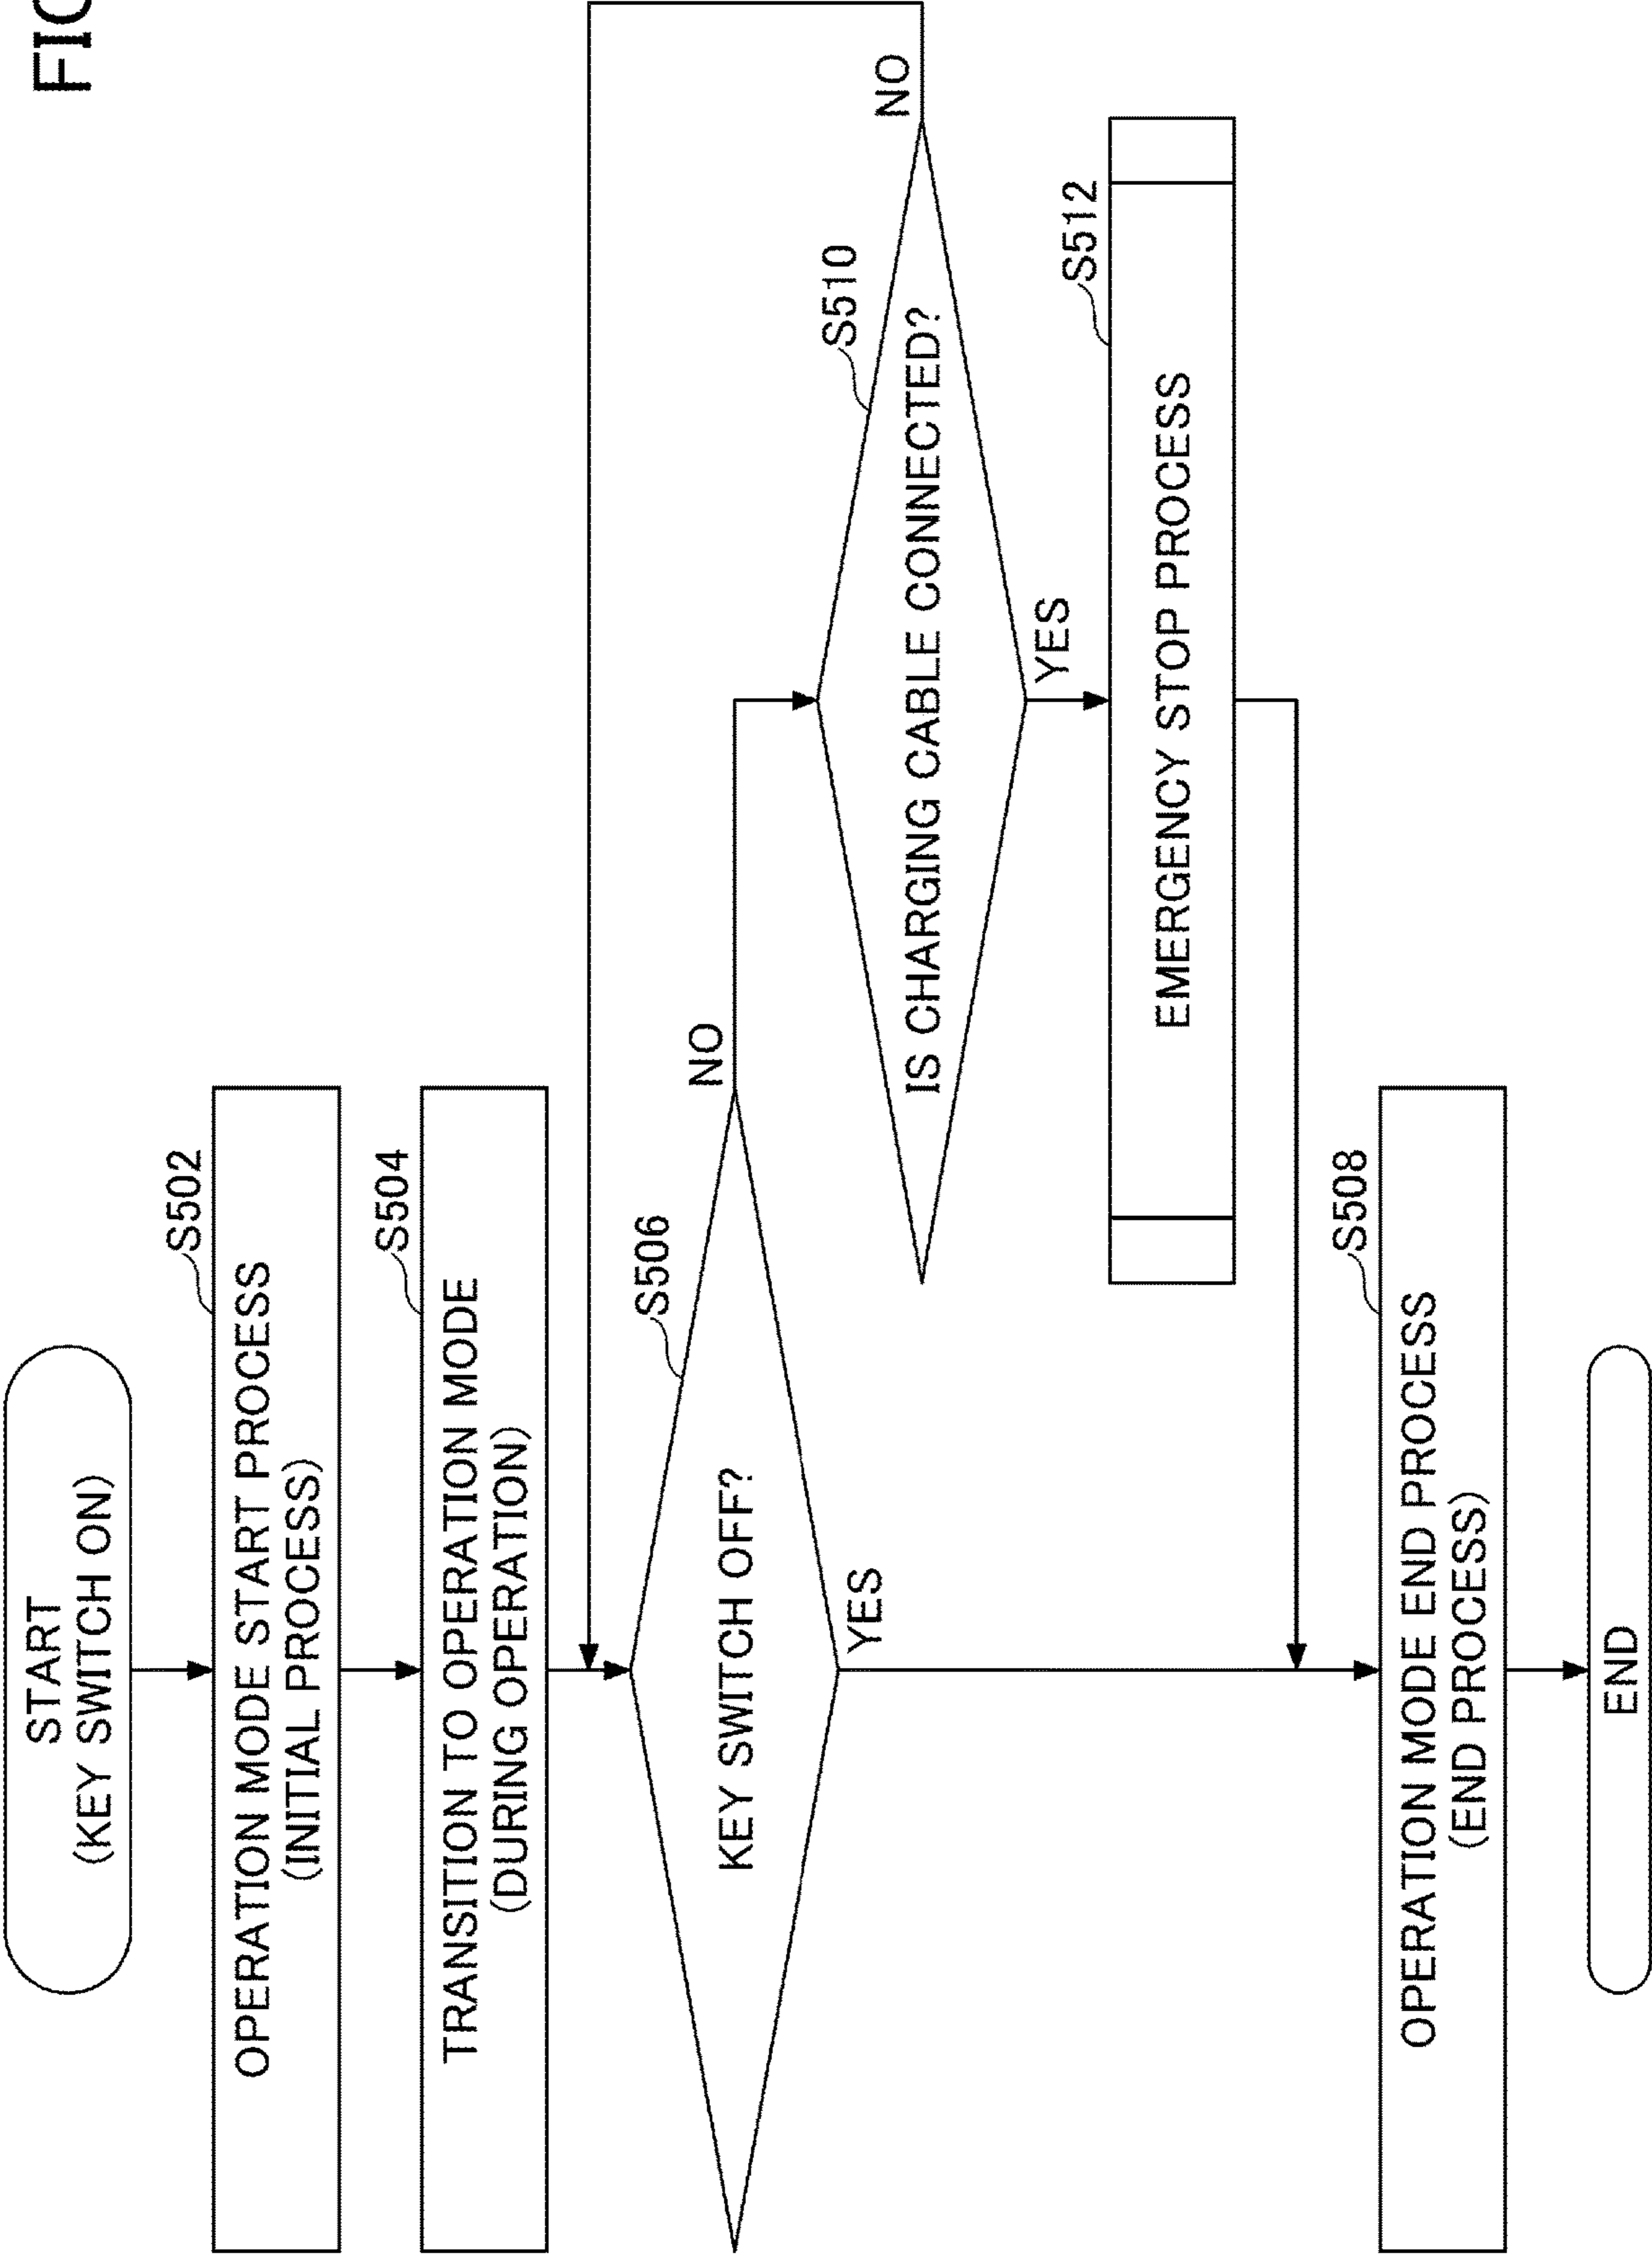 FIG
START
(KEY SWITCH ON)
S502
OPERATION MODE START PROCESS
(INITIAL PROCESS)
S504
TRANSITION TO OPERATION MODE
(DURING OPERATION)
S506
KEY SWITCH OFF?
NO
YES
S510
IS CHARGING CABLE CONNECTED?
NO
YES
S512
EMERGENCY STOP PROCESS
S508
OPERATION MODE END PROCESS
(END PROCESS)
END